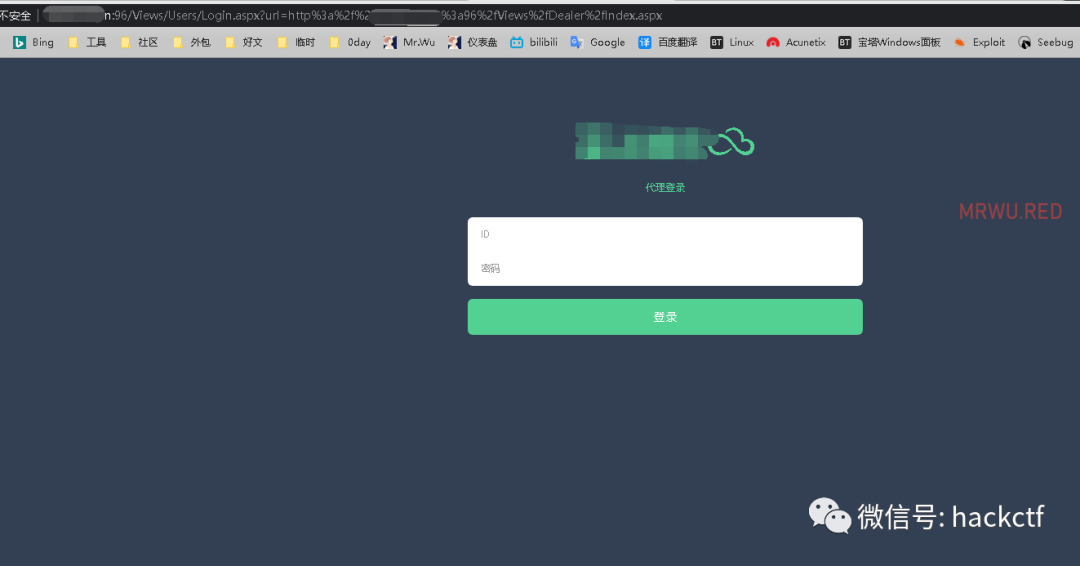 不安全 | n:96/Views/Users/Login.aspx?url=http%3a%2f%2 %3a96%2fViews%2fDealer%2fIndex.aspx
Bing 工具 社区 外包 好文 临时 0day Mr.Wu 仪表盘 bilibili Google 译 百度翻译 BT Linux Acunetix BT 宝塔Windows面板 Exploit Seebug
代理登录
MRWU.RED
ID
密码
登录
微信号: hackctf